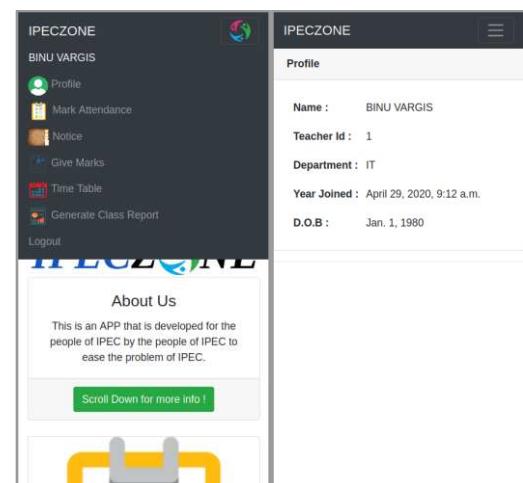 IPECZONE
BINU VARGIS
Profile
Mark Attendance
Notice
Give Marks
Time Table
Generate Class Report
Logout
IPECZONE
About Us
This is an APP that is developed for the
people of IPEC by the people of IPEC to
ease the problem of IPEC.
Scroll Down for more info !
IPECZONE
Profile
Name : BINU VARGIS
Teacher Id : 1
Department : IT
Year Joined : April 29, 2020, 9:12 a.m.
D.O.B : Jan. 1, 1980